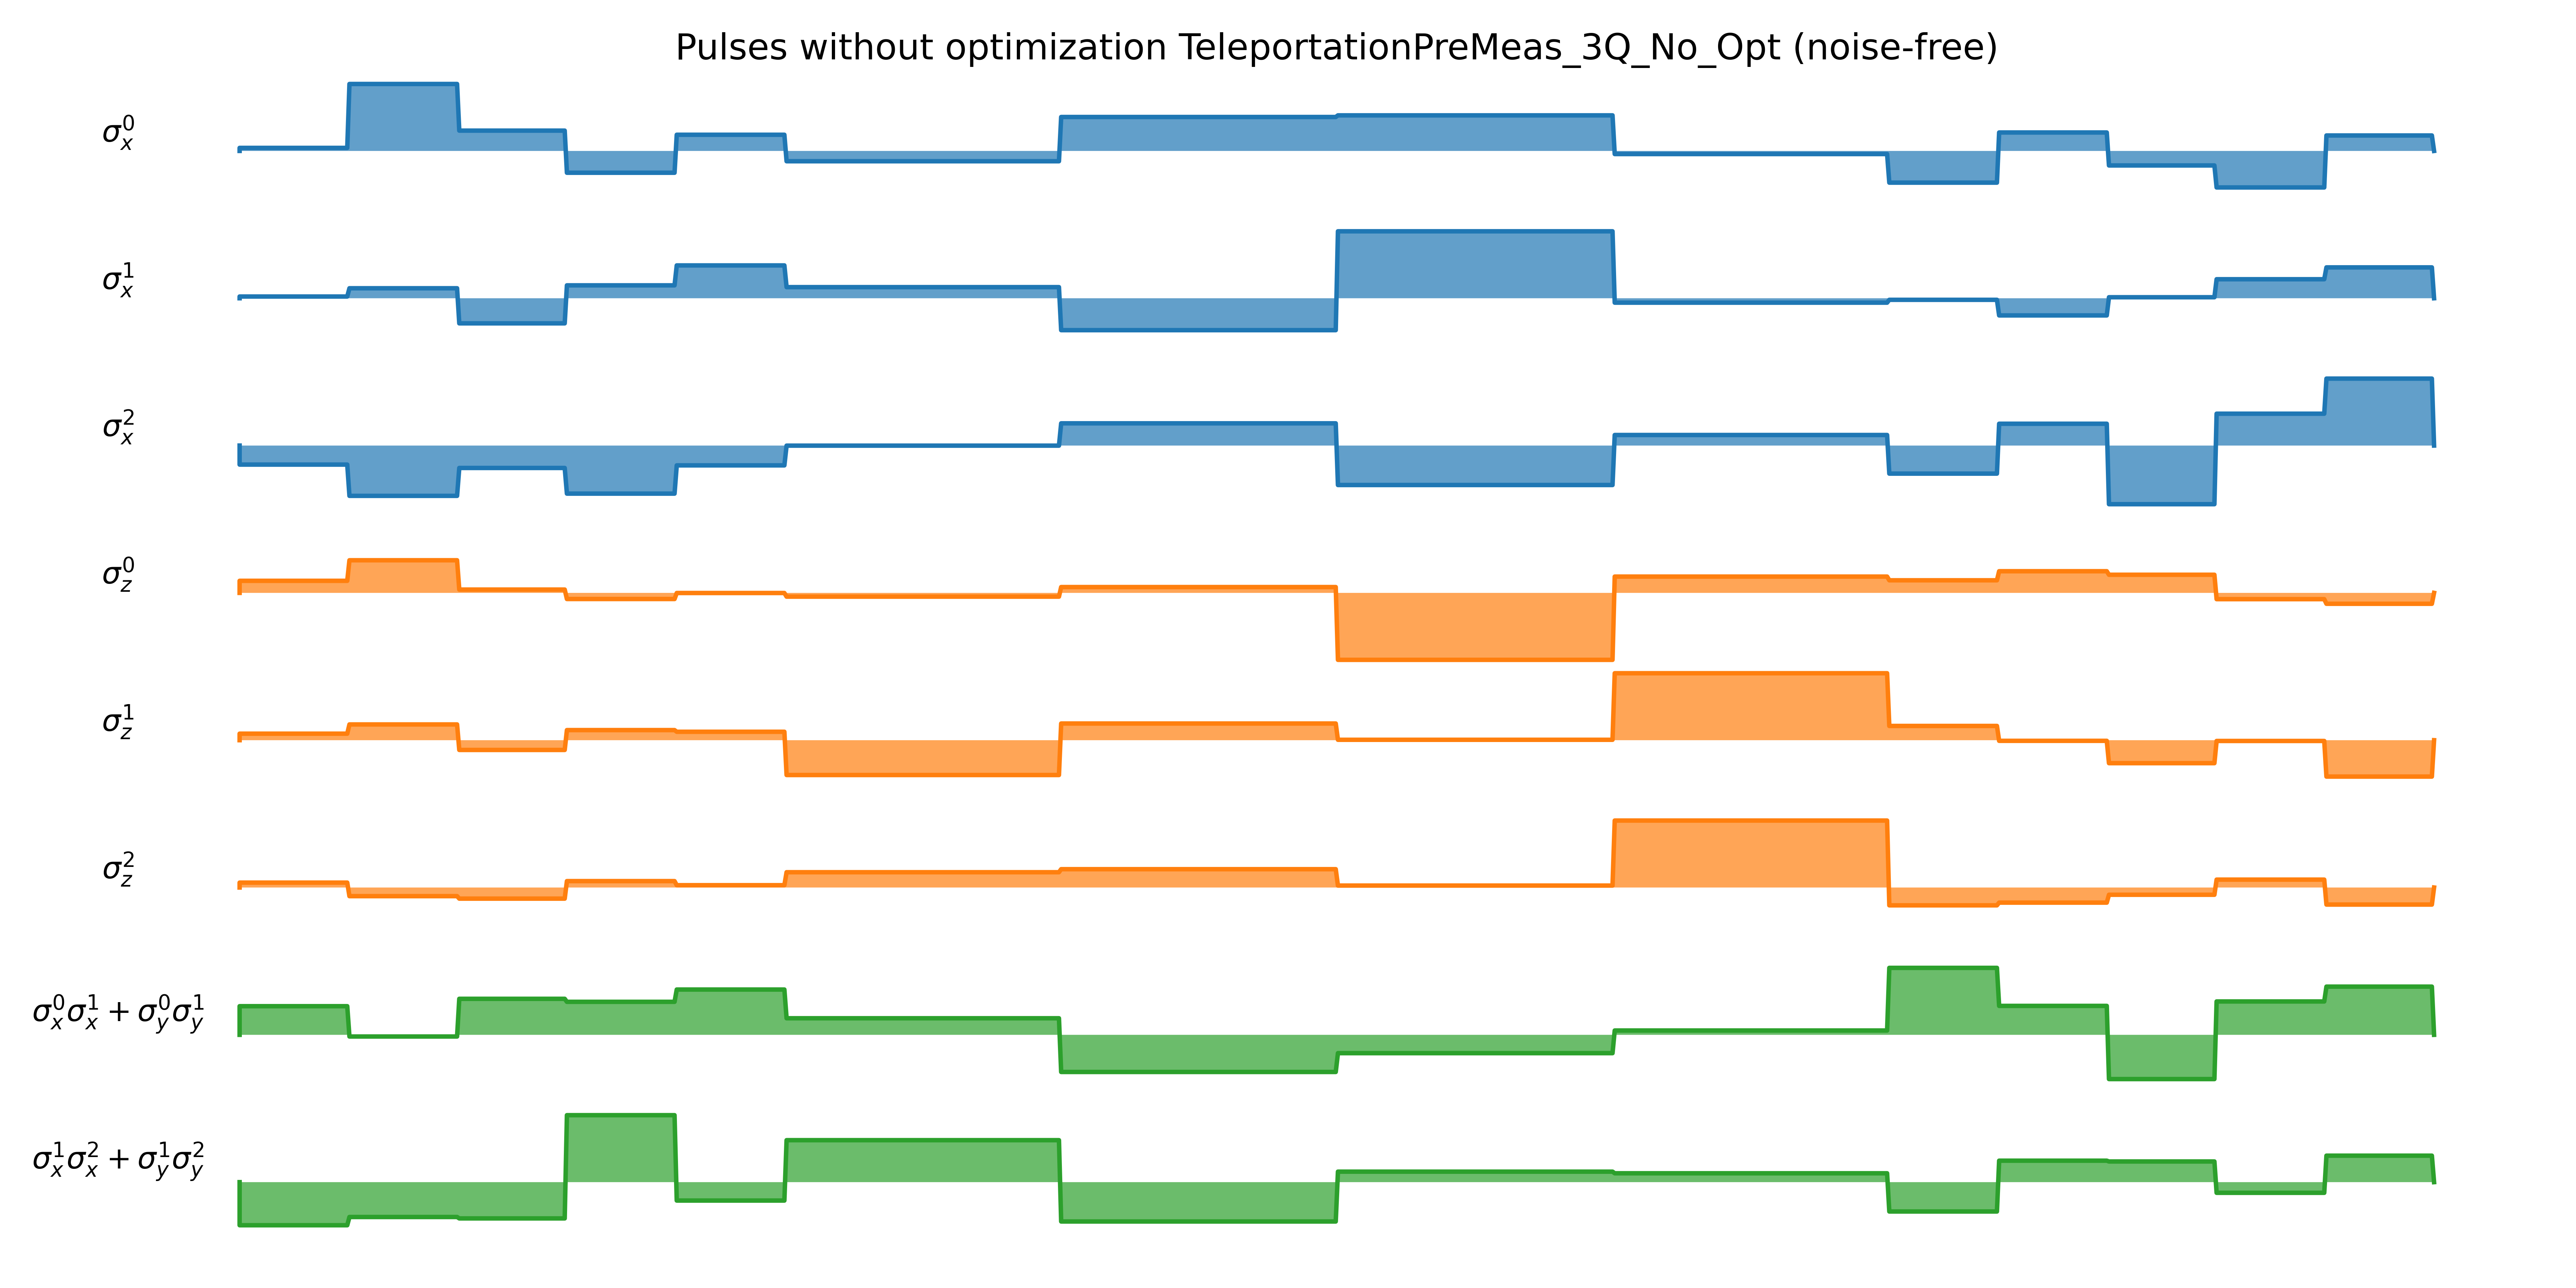 Pulses without optimization TeleportationPreMeas_3Q_No_Opt (noise-free)
σ_x^0
σ_x^1
σ_x^2
σ_z^0
σ_z^1
σ_z^2
σ_x^0σ_x^1 + σ_y^0σ_y^1
σ_x^1σ_x^2 + σ_y^1σ_y^2